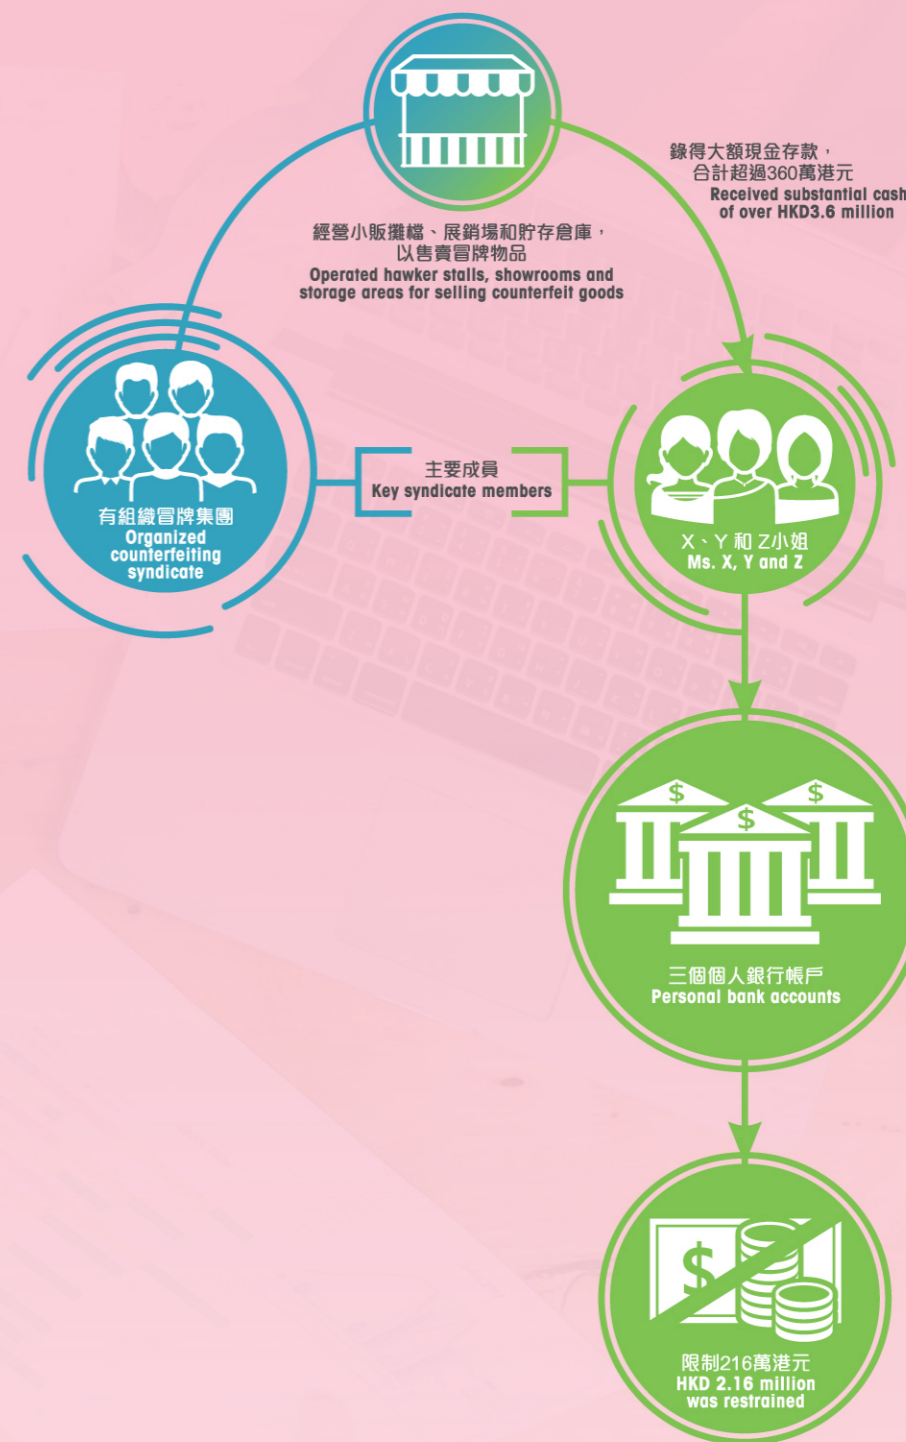 錄得大額現金存款，
合計超過360萬港元
Received substantial cash
of over HKD3.6 million
經營小販攤檔、展銷場和貯存倉庫，
以售賣冒牌物品
Operated hawker stalls, showrooms and
storage areas for selling counterfeit goods
有組織冒牌集團
Organized
counterfeiting
syndicate
主要成員
Key syndicate members
X、Y 和 Z小姐
Ms. X, Y and Z
$
$
$
三個個人銀行帳戶
Personal bank accounts
$
限制216萬港元
HKD 2.16 million
was restrained